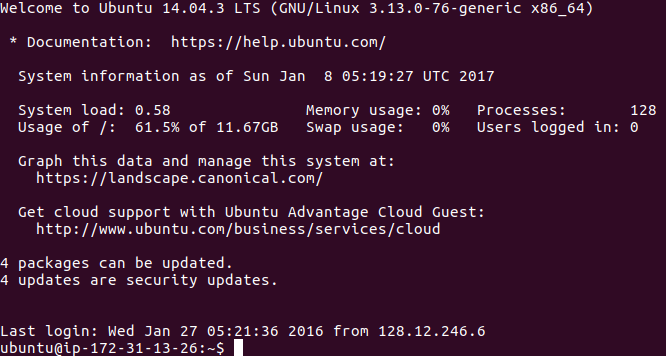 Welcome to Ubuntu 14.04.3 LTS (GNU/Linux 3.13.0-76-generic x86_64)
* Documentation:  https://help.ubuntu.com/
System information as of Sun Jan  8 05:19:27 UTC 2017
System load: 0.58               Memory usage: 0%   Processes:       128
Usage of /:  61.5% of 11.67GB   Swap usage:   0%   Users logged in: 0
Graph this data and manage this system at:
https://landscape.canonical.com/
Get cloud support with Ubuntu Advantage Cloud Guest:
http://www.ubuntu.com/business/services/cloud
4 packages can be updated.
4 updates are security updates.
Last login: Wed Jan 27 05:21:36 2016 from 128.12.246.6
ubuntu@ip-172-31-13-26:~$